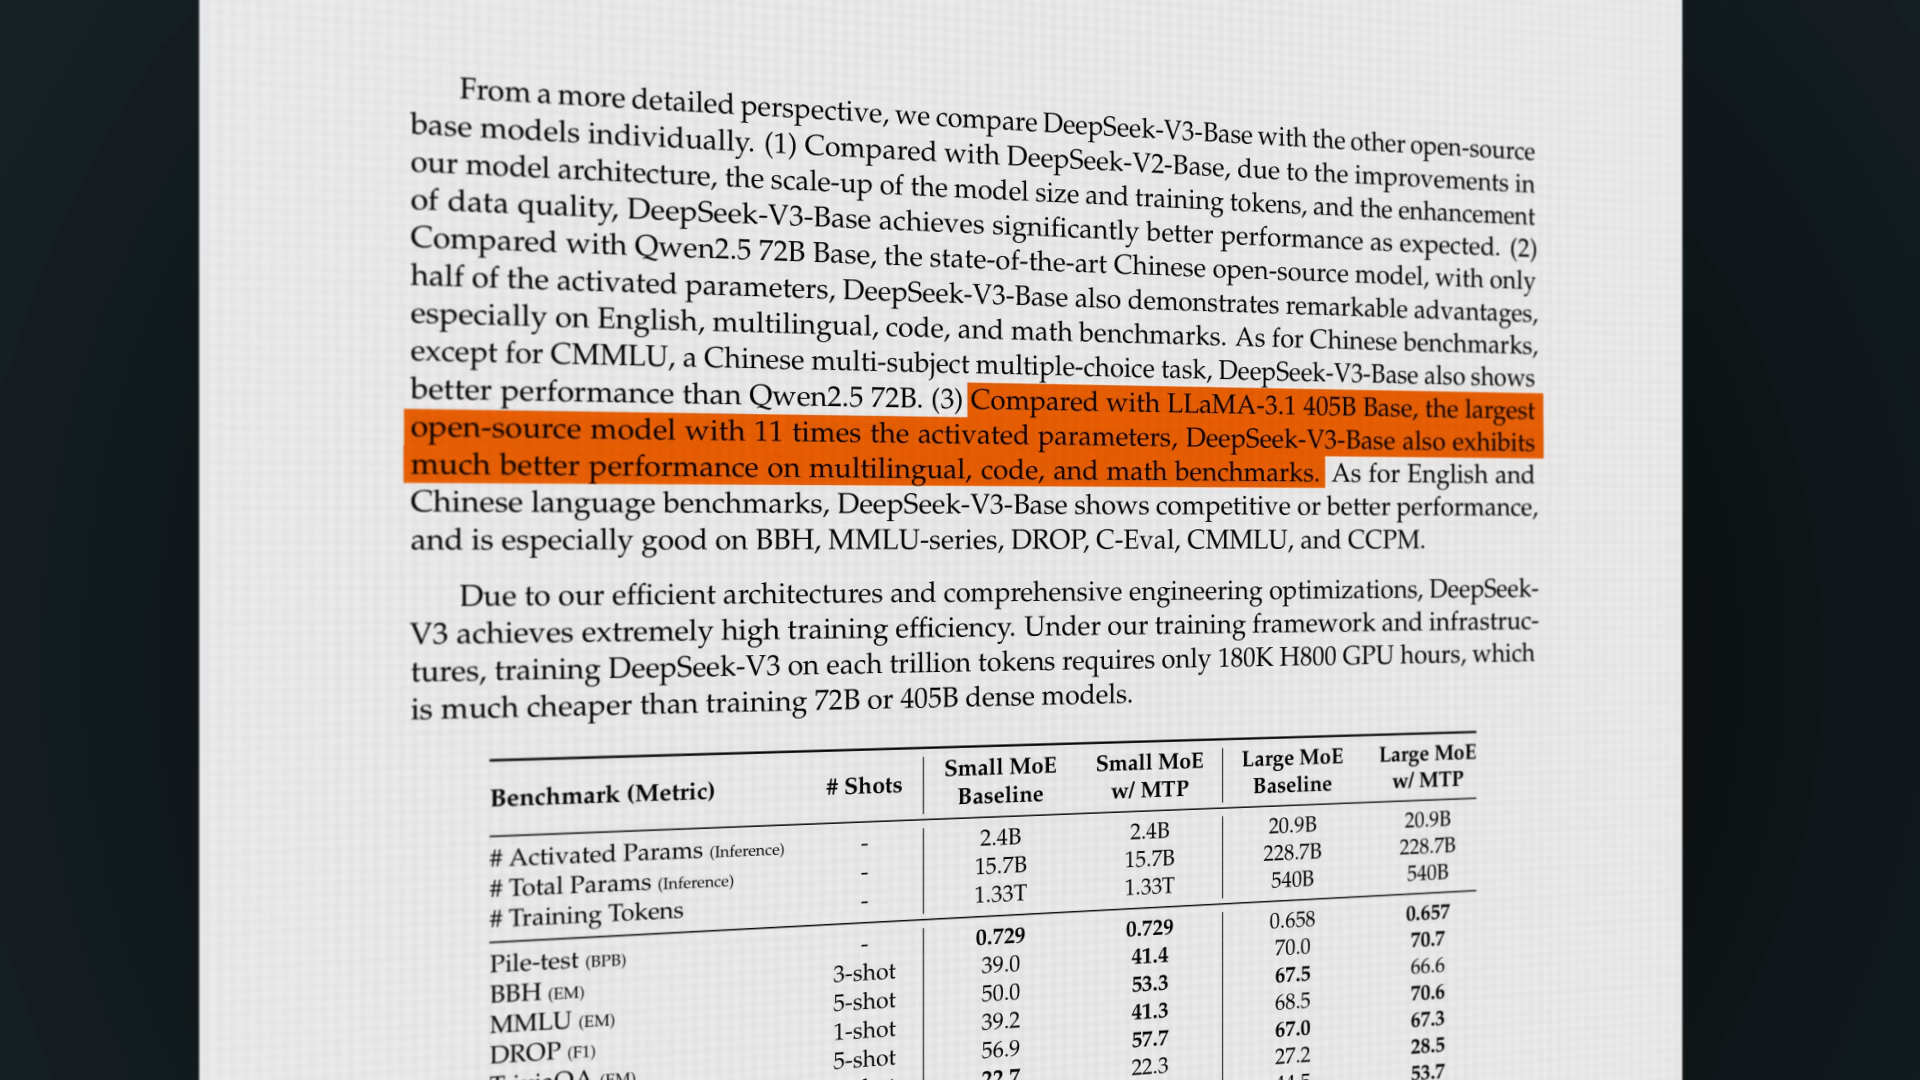 From a more detailed perspective, we compare DeepSeek-V3-Base with the other open-source
base models individually. (1) Compared with DeepSeek-V2-Base, due to the improvements in
our model architecture, the scale-up of the model size and training tokens, and the enhancement
of data quality, DeepSeek-V3-Base achieves significantly better performance as expected. (2)
Compared with Qwen2.5 72B Base, the state-of-the-art Chinese open-source model, with only
half of the activated parameters, DeepSeek-V3-Base also demonstrates remarkable advantages,
especially on English, multilingual, code, and math benchmarks. As for Chinese benchmarks,
except for CMMLU, a Chinese multi-subject multiple-choice task, DeepSeek-V3-Base also shows
better performance than Qwen2.5 72B. (3) Compared with LLaMA-3.1 405B Base, the largest
open-source model with 11 times the activated parameters, DeepSeek-V3-Base also exhibits
much better performance on multilingual, code, and math benchmarks. As for English and
Chinese language benchmarks, DeepSeek-V3-Base shows competitive or better performance,
and is especially good on BBH, MMLU-series, DROP, C-Eval, CMMLU, and CCPM.
Due to our efficient architectures and comprehensive engineering optimizations, DeepSeek-
V3 achieves extremely high training efficiency. Under our training framework and infrastruc-
tures, training DeepSeek-V3 on each trillion tokens requires only 180K H800 GPU hours, which
is much cheaper than training 72B or 405B dense models.
Benchmark (Metric) # Shots Small MoE Baseline Small MoE w/ MTP Large MoE Baseline Large MoE w/ MTP
# Activated Params (Inference) - 2.4B 2.4B 20.9B 20.9B
# Total Params (Inference) - 15.7B 15.7B 228.7B 228.7B
# Training Tokens - 1.33T 1.33T 540B 540B
Pile-test (BPB) - 0.729 0.729 0.658 0.657
BBH (EM) 3-shot 39.0 41.4 70.0 70.7
MMLU (EM) 5-shot 50.0 53.3 67.5 66.6
DROP (F1) 1-shot 39.2 41.3 68.5 70.6
(EM) 5-shot 56.9 57.7 67.0 67.3
22.7 22.3 27.2 28.5
53.7